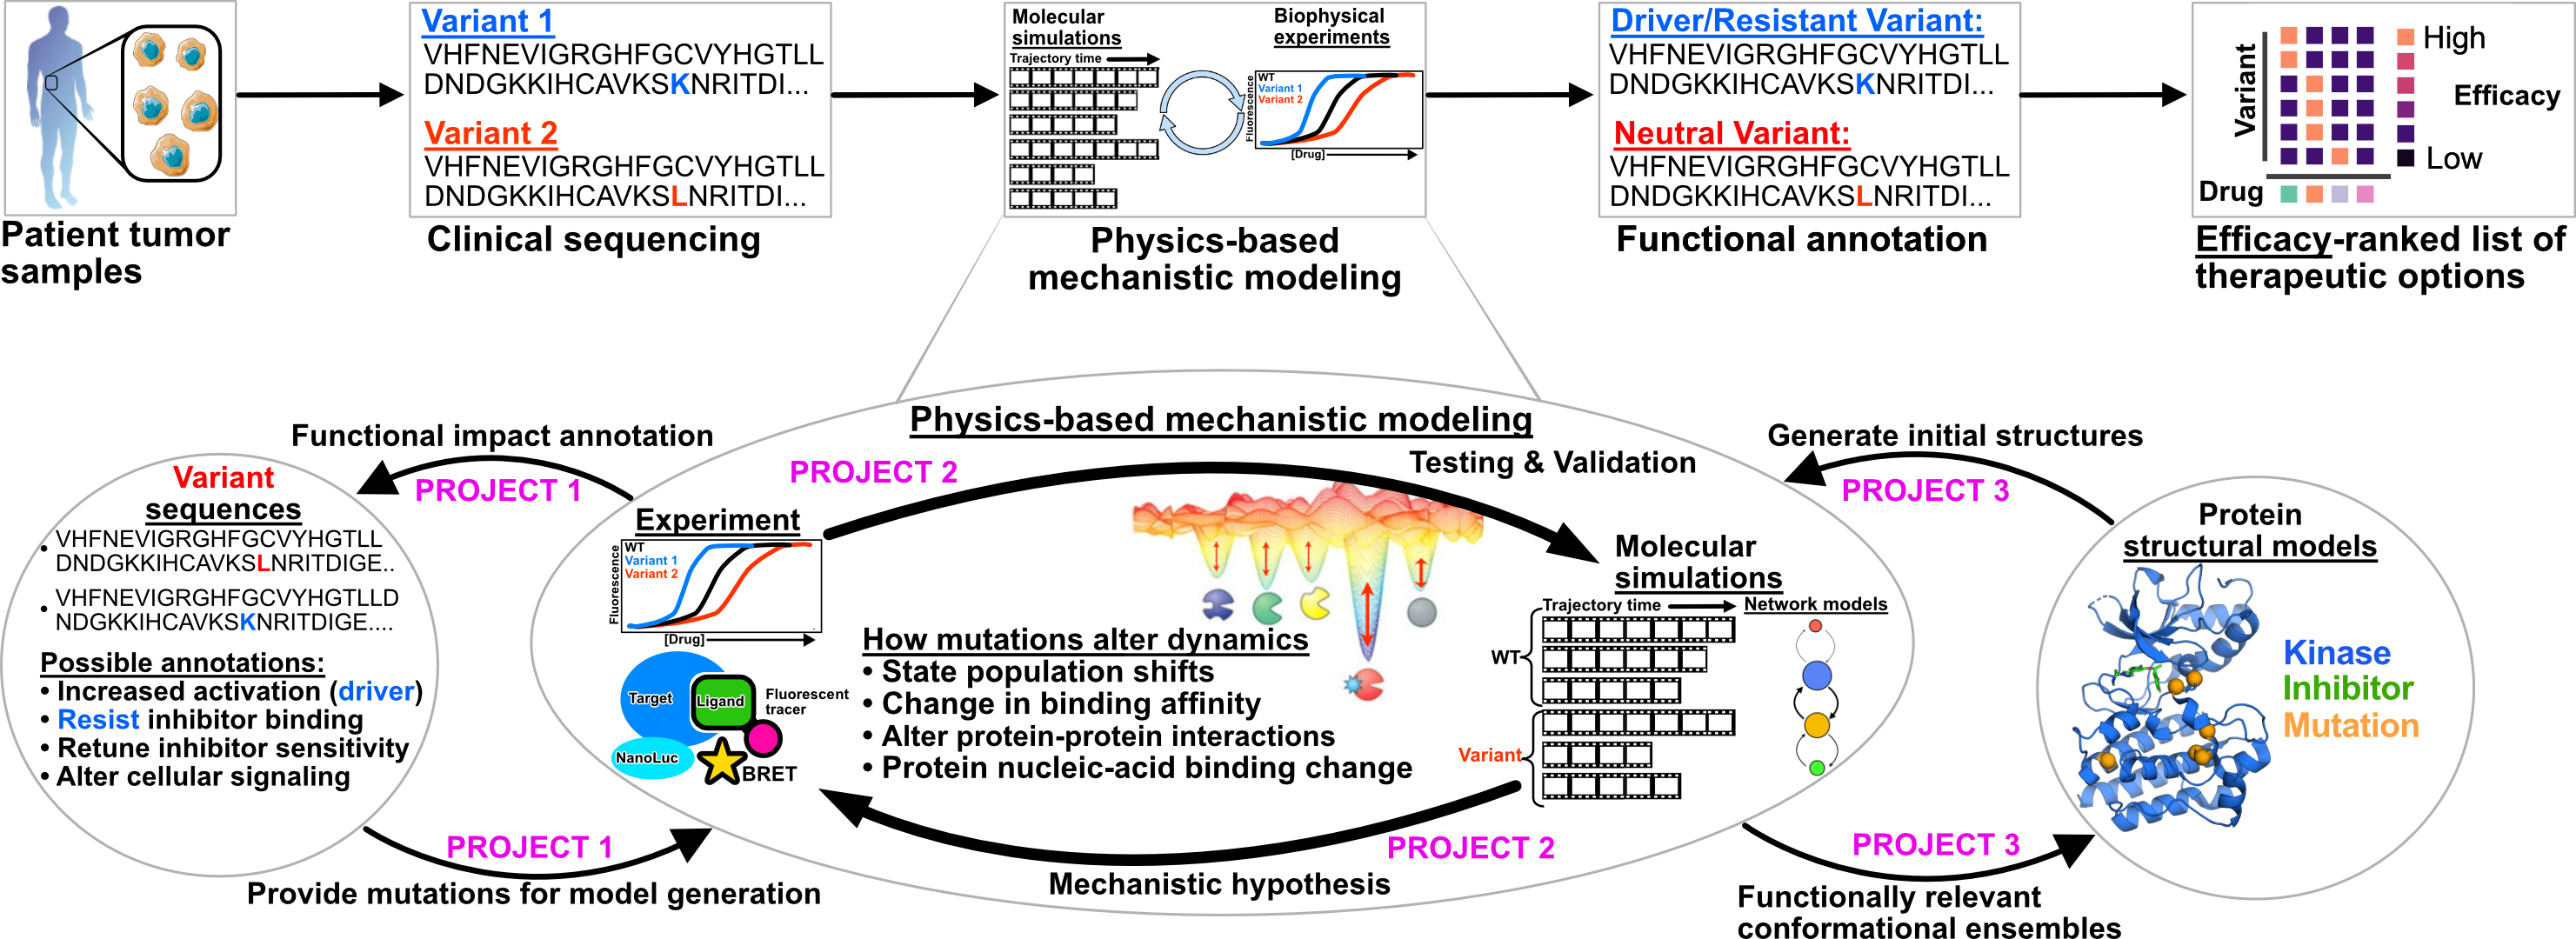 Patient tumor
samples
Variant 1
VHFNEVIGRGHFGCVYHGTLL
DNDGKKIHCAVKSKNRITDI...
Variant 2
VHFNEVIGRGHFGCVYHGTLL
DNDGKKIHCAVKSLNRITDI...
Clinical sequencing
Molecular
simulations
Trajectory time
Biophysical
experiments
Fluorescence
WT
Variant 1
Variant 2
[Drug]
Physics-based
mechanistic modeling
Driver/Resistant Variant:
VHFNEVIGRGHFGCVYHGTLL
DNDGKKIHCAVKSKNRITDI...
Neutral Variant:
VHFNEVIGRGHFGCVYHGTLL
DNDGKKIHCAVKSLNRITDI...
Functional annotation
Variant
High
Efficacy
Low
Drug
Efficacy-ranked list of
therapeutic options
Functional impact annotation
PROJECT 1
Variant
sequences
• VHFNEVIGRGHFGCVYHGTLL
DNDGKKIHCAVKSLNRITDIGE..
• VHFNEVIGRGHFGCVYHGTLLD
NDGKKIHCAVKSKNRITDIGE....
Possible annotations:
• Increased activation (driver)
• Resist inhibitor binding
• Retune inhibitor sensitivity
• Alter cellular signaling
PROJECT 1
Provide mutations for model generation
Physics-based mechanistic modeling
PROJECT 2
Testing & Validation
Experiment
Fluorescence
WT
Variant 1
Variant 2
[Drug]
Target
Ligand
Fluorescent
tracer
NanoLuc
BRET
How mutations alter dynamics
• State population shifts
• Change in binding affinity
• Alter protein-protein interactions
• Protein nucleic-acid binding change
Molecular
simulations
Trajectory time
Network models
WT
Variant
PROJECT 2
Mechanistic hypothesis
Generate initial structures
PROJECT 3
Protein
structural models
Kinase
Inhibitor
Mutation
PROJECT 3
Functionally relevant
conformational ensembles